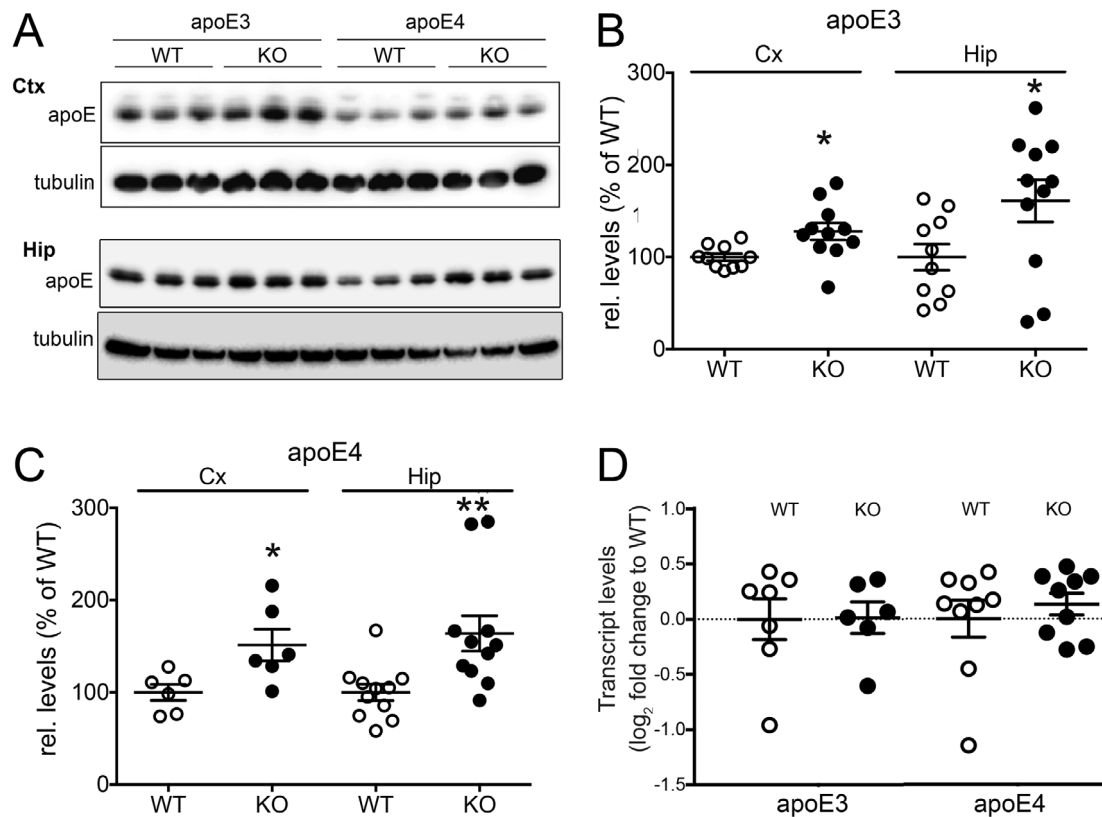 A
apoE3 apoE4
WT KO WT KO
Ctx
apoE
tubulin
Hip
apoE
tubulin
B
apoE3
Cx Hip
rel. levels (% of WT)
300
*
*
200
100
0
WT KO WT KO
C
apoE4
Cx Hip
rel. levels (% of WT)
300
**
*
200
100
0
WT KO WT KO
D
Transcript levels
(log₂ fold change to WT)
1.0
WT KO WT KO
0.5
0.0
-0.5
-1.0
-1.5
apoE3 apoE4